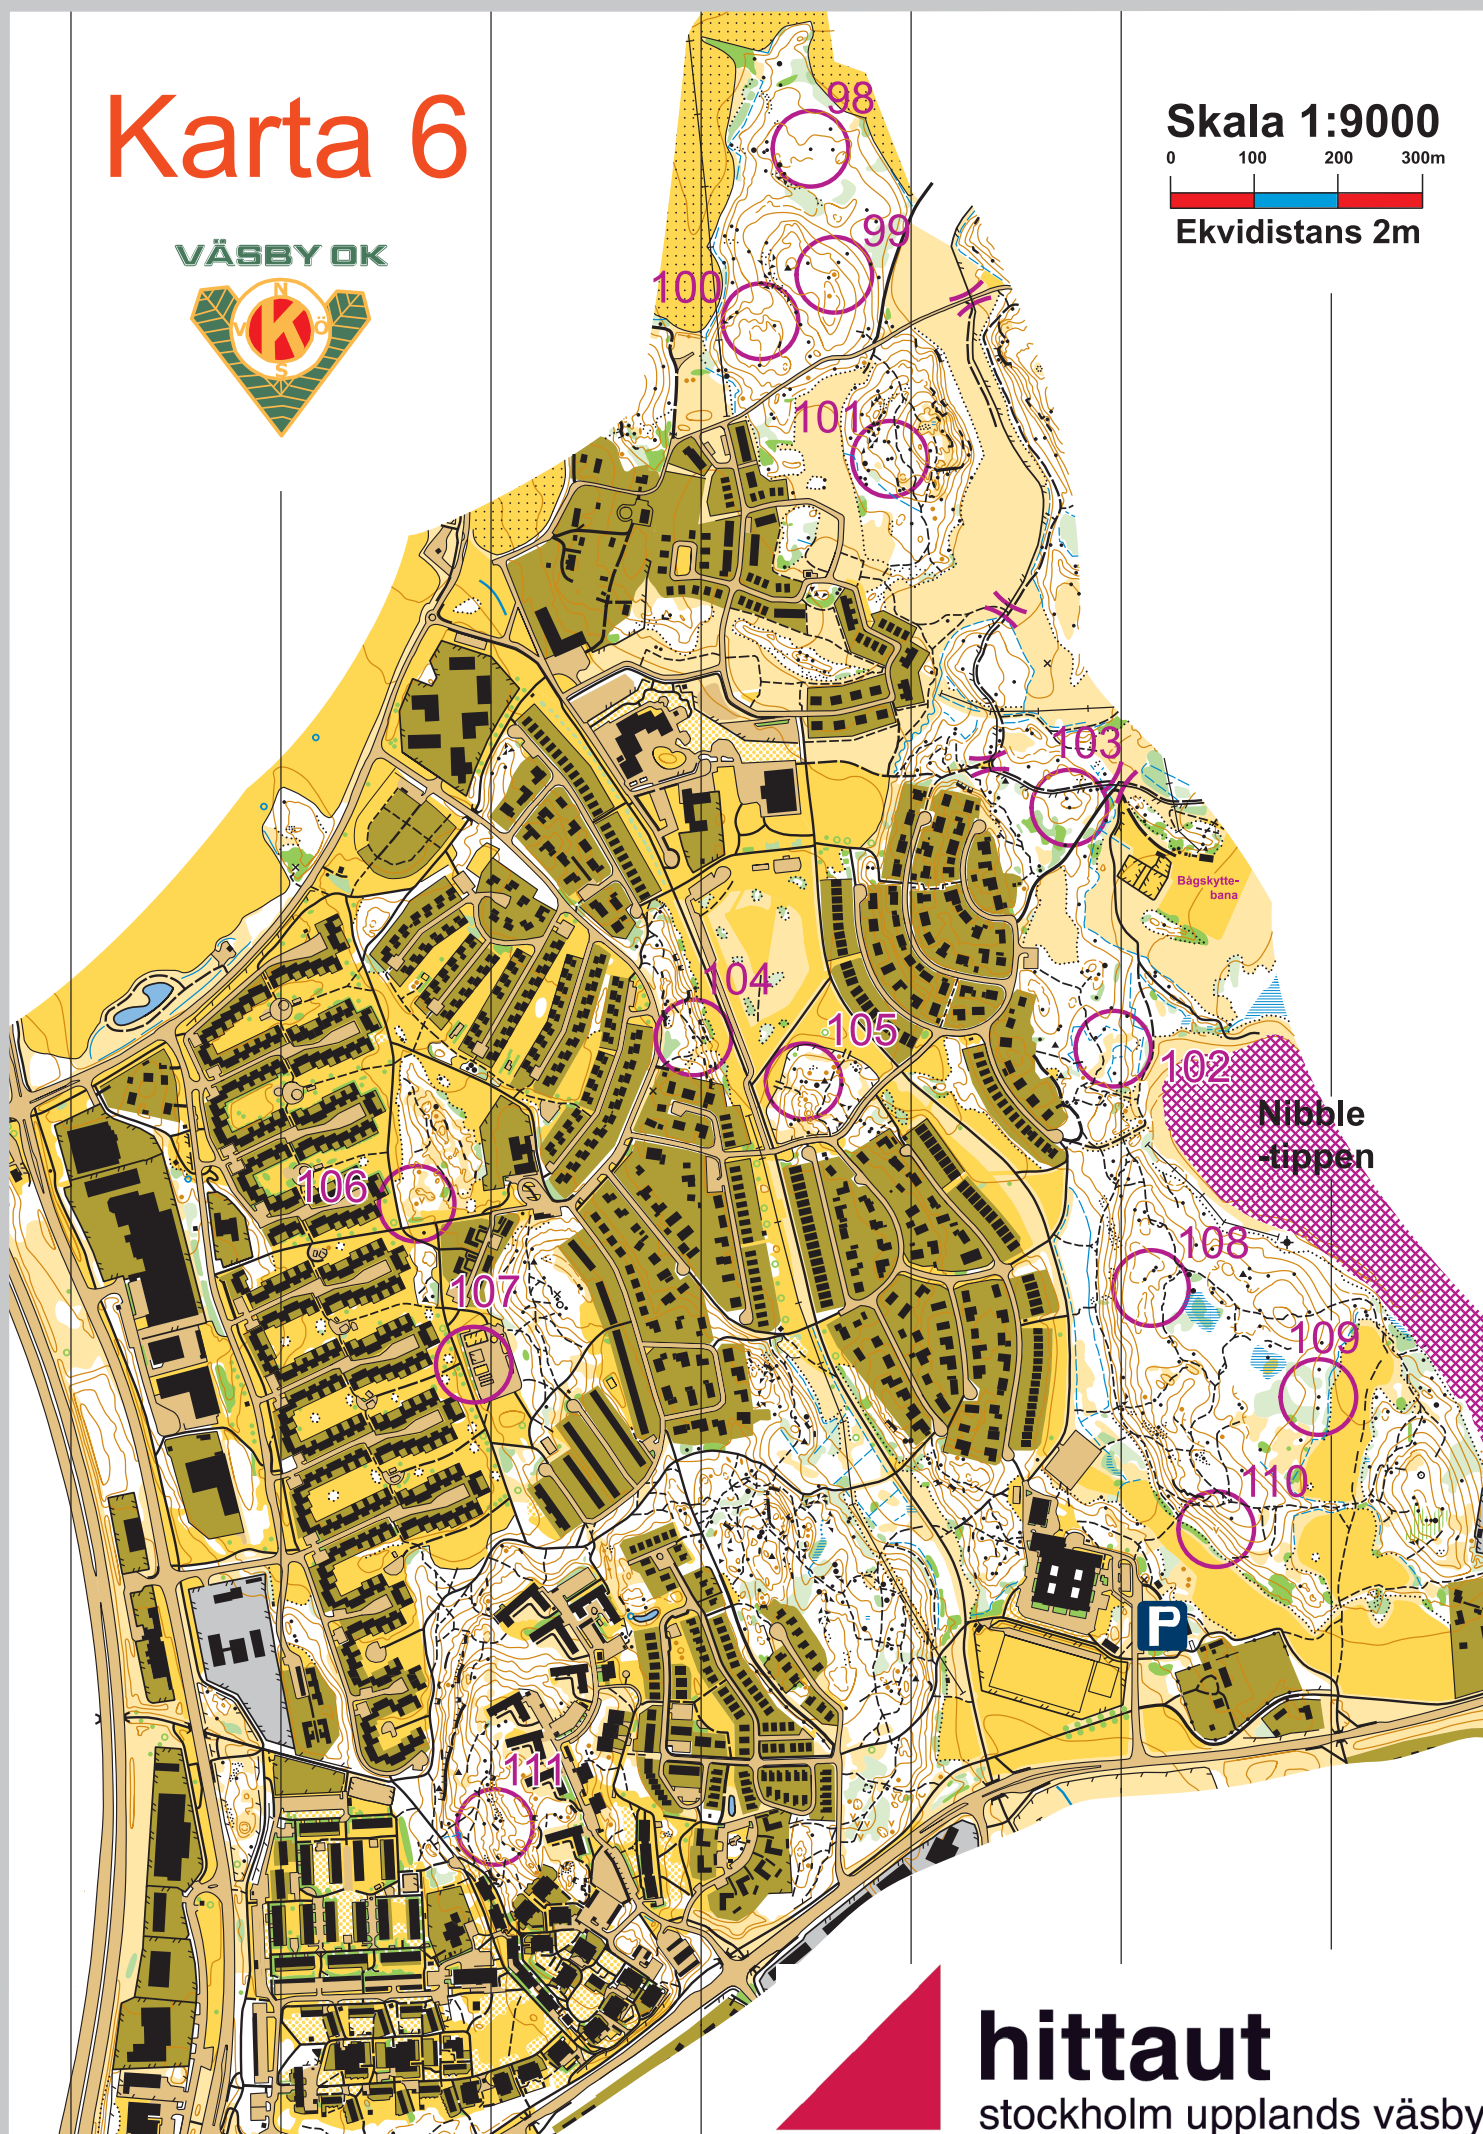 Karta 6
VÄSBY OK
N
V K Ö
S
Skala 1:9000
0 100 200 300m
Ekvidistans 2m
98
99
100
101
103
Bågskytte-
bana
104
105
102
Nibble
-tippen
106
108
107
109
110
P
111
hittaut
stockholm upplands väsby